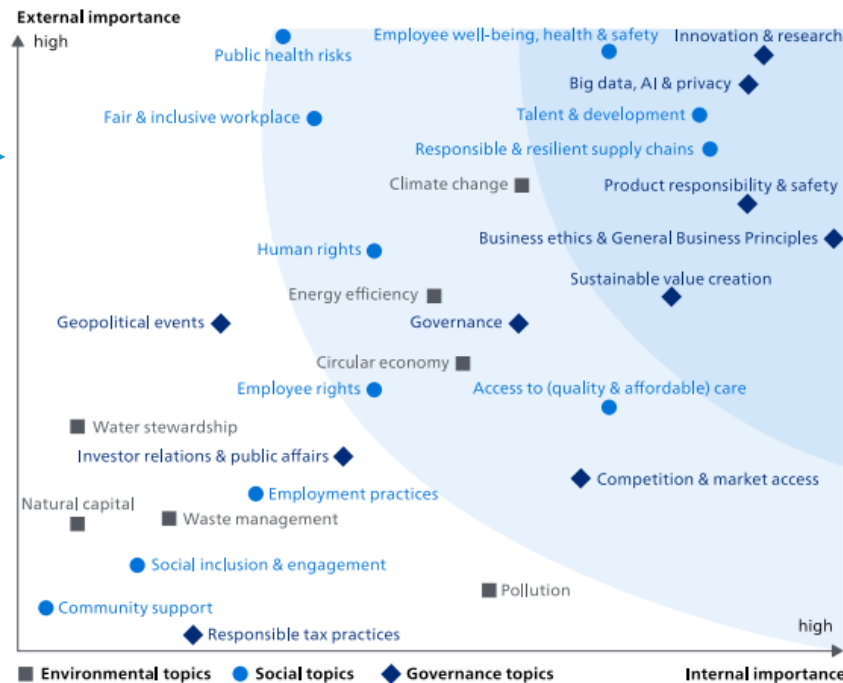 External importance
high
Public health risks
Employee well-being, health & safety
Innovation & research
Big data, AI & privacy
Fair & inclusive workplace
Talent & development
Responsible & resilient supply chains
Climate change
Product responsibility & safety
Business ethics & General Business Principles
Human rights
Sustainable value creation
Energy efficiency
Geopolitical events
Governance
Circular economy
Employee rights
Access to (quality & affordable) care
Water stewardship
Investor relations & public affairs
Competition & market access
Employment practices
Natural capital
Waste management
Social inclusion & engagement
Pollution
Community support
high
Responsible tax practices
Environmental topics
Social topics
Governance topics
Internal importance